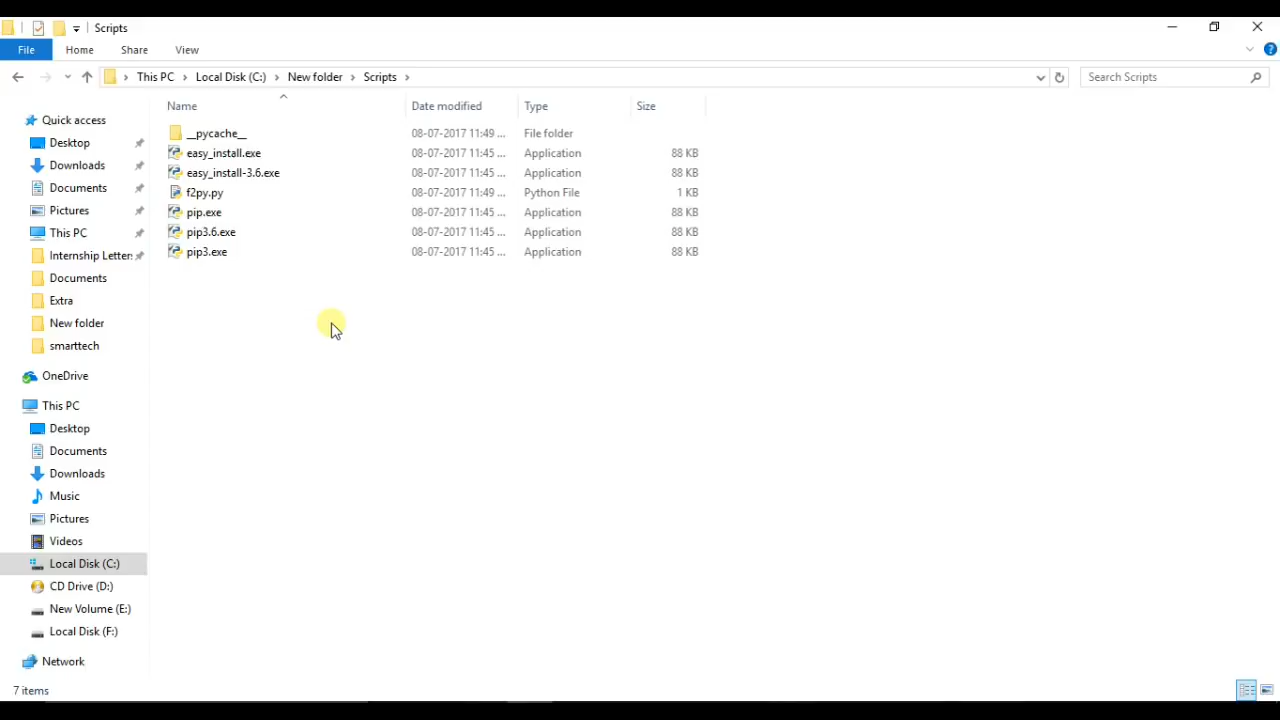 Scripts
File Home Share View
This PC Local Disk (C:) New folder Scripts Search Scripts
Name Date modified Type Size
__pycache__ 08-07-2017 11:49 ... File folder
easy_install.exe 08-07-2017 11:45 ... Application 88 KB
easy_install-3.6.exe 08-07-2017 11:45 ... Application 88 KB
f2py.py 08-07-2017 11:49 ... Python File 1 KB
pip.exe 08-07-2017 11:45 ... Application 88 KB
pip3.6.exe 08-07-2017 11:45 ... Application 88 KB
pip3.exe 08-07-2017 11:45 ... Application 88 KB
Quick access
Desktop
Downloads
Documents
Pictures
This PC
Internship Letter
Documents
Extra
New folder
smarttech
OneDrive
This PC
Desktop
Documents
Downloads
Music
Pictures
Videos
Local Disk (C:)
CD Drive (D:)
New Volume (E:)
Local Disk (F:)
Network
7 items